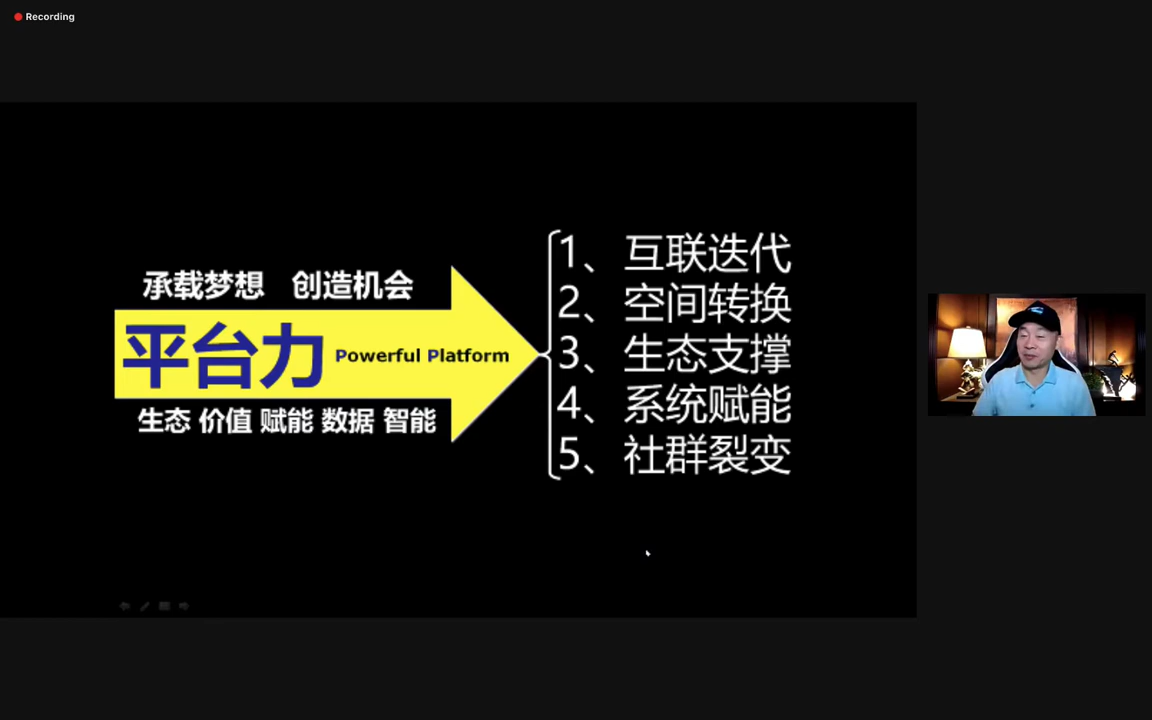 Recording
承载梦想 创造机会
平台力 Powerful Platform
生态 价值 赋能 数据 智能
1、 互联迭代
2、 空间转换
3、 生态支撑
4、 系统赋能
5、 社群裂变